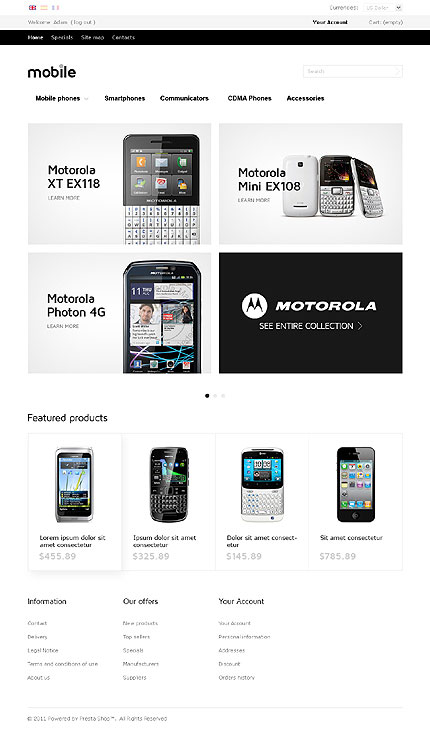 Currencies: US Dollar
Welcome Adam ( log out ) Your Account Cart: (empty)
Home Specials Site map Contacts
mobile
Search
Mobile phones Smartphones Communicators CDMA Phones Accessories
Motorola
XT EX118
LEARN MORE
MOTOROLA
Motorola
Mini EX108
LEARN MORE
Motorola
Photon 4G
LEARN MORE
MOTOROLA
MOTOROLA
SEE ENTIRE COLLECTION
Featured products
Lorem ipsum dolor sit
amet consectetur
$455.89
Ipsum dolor sit amet
consectetur
$325.89
Dolor sit amet consect-
etur
$145.89
Sit amet consectetur
$785.89
Information
Contact
Delivery
Legal Notice
Terms and conditions of use
About us
Our offers
New products
Top sellers
Specials
Manufacturers
Suppliers
Your Account
Your Account
Personal information
Addresses
Discount
Orders history
© 2011 Powered by Presta Shop™. All Rights Reserved